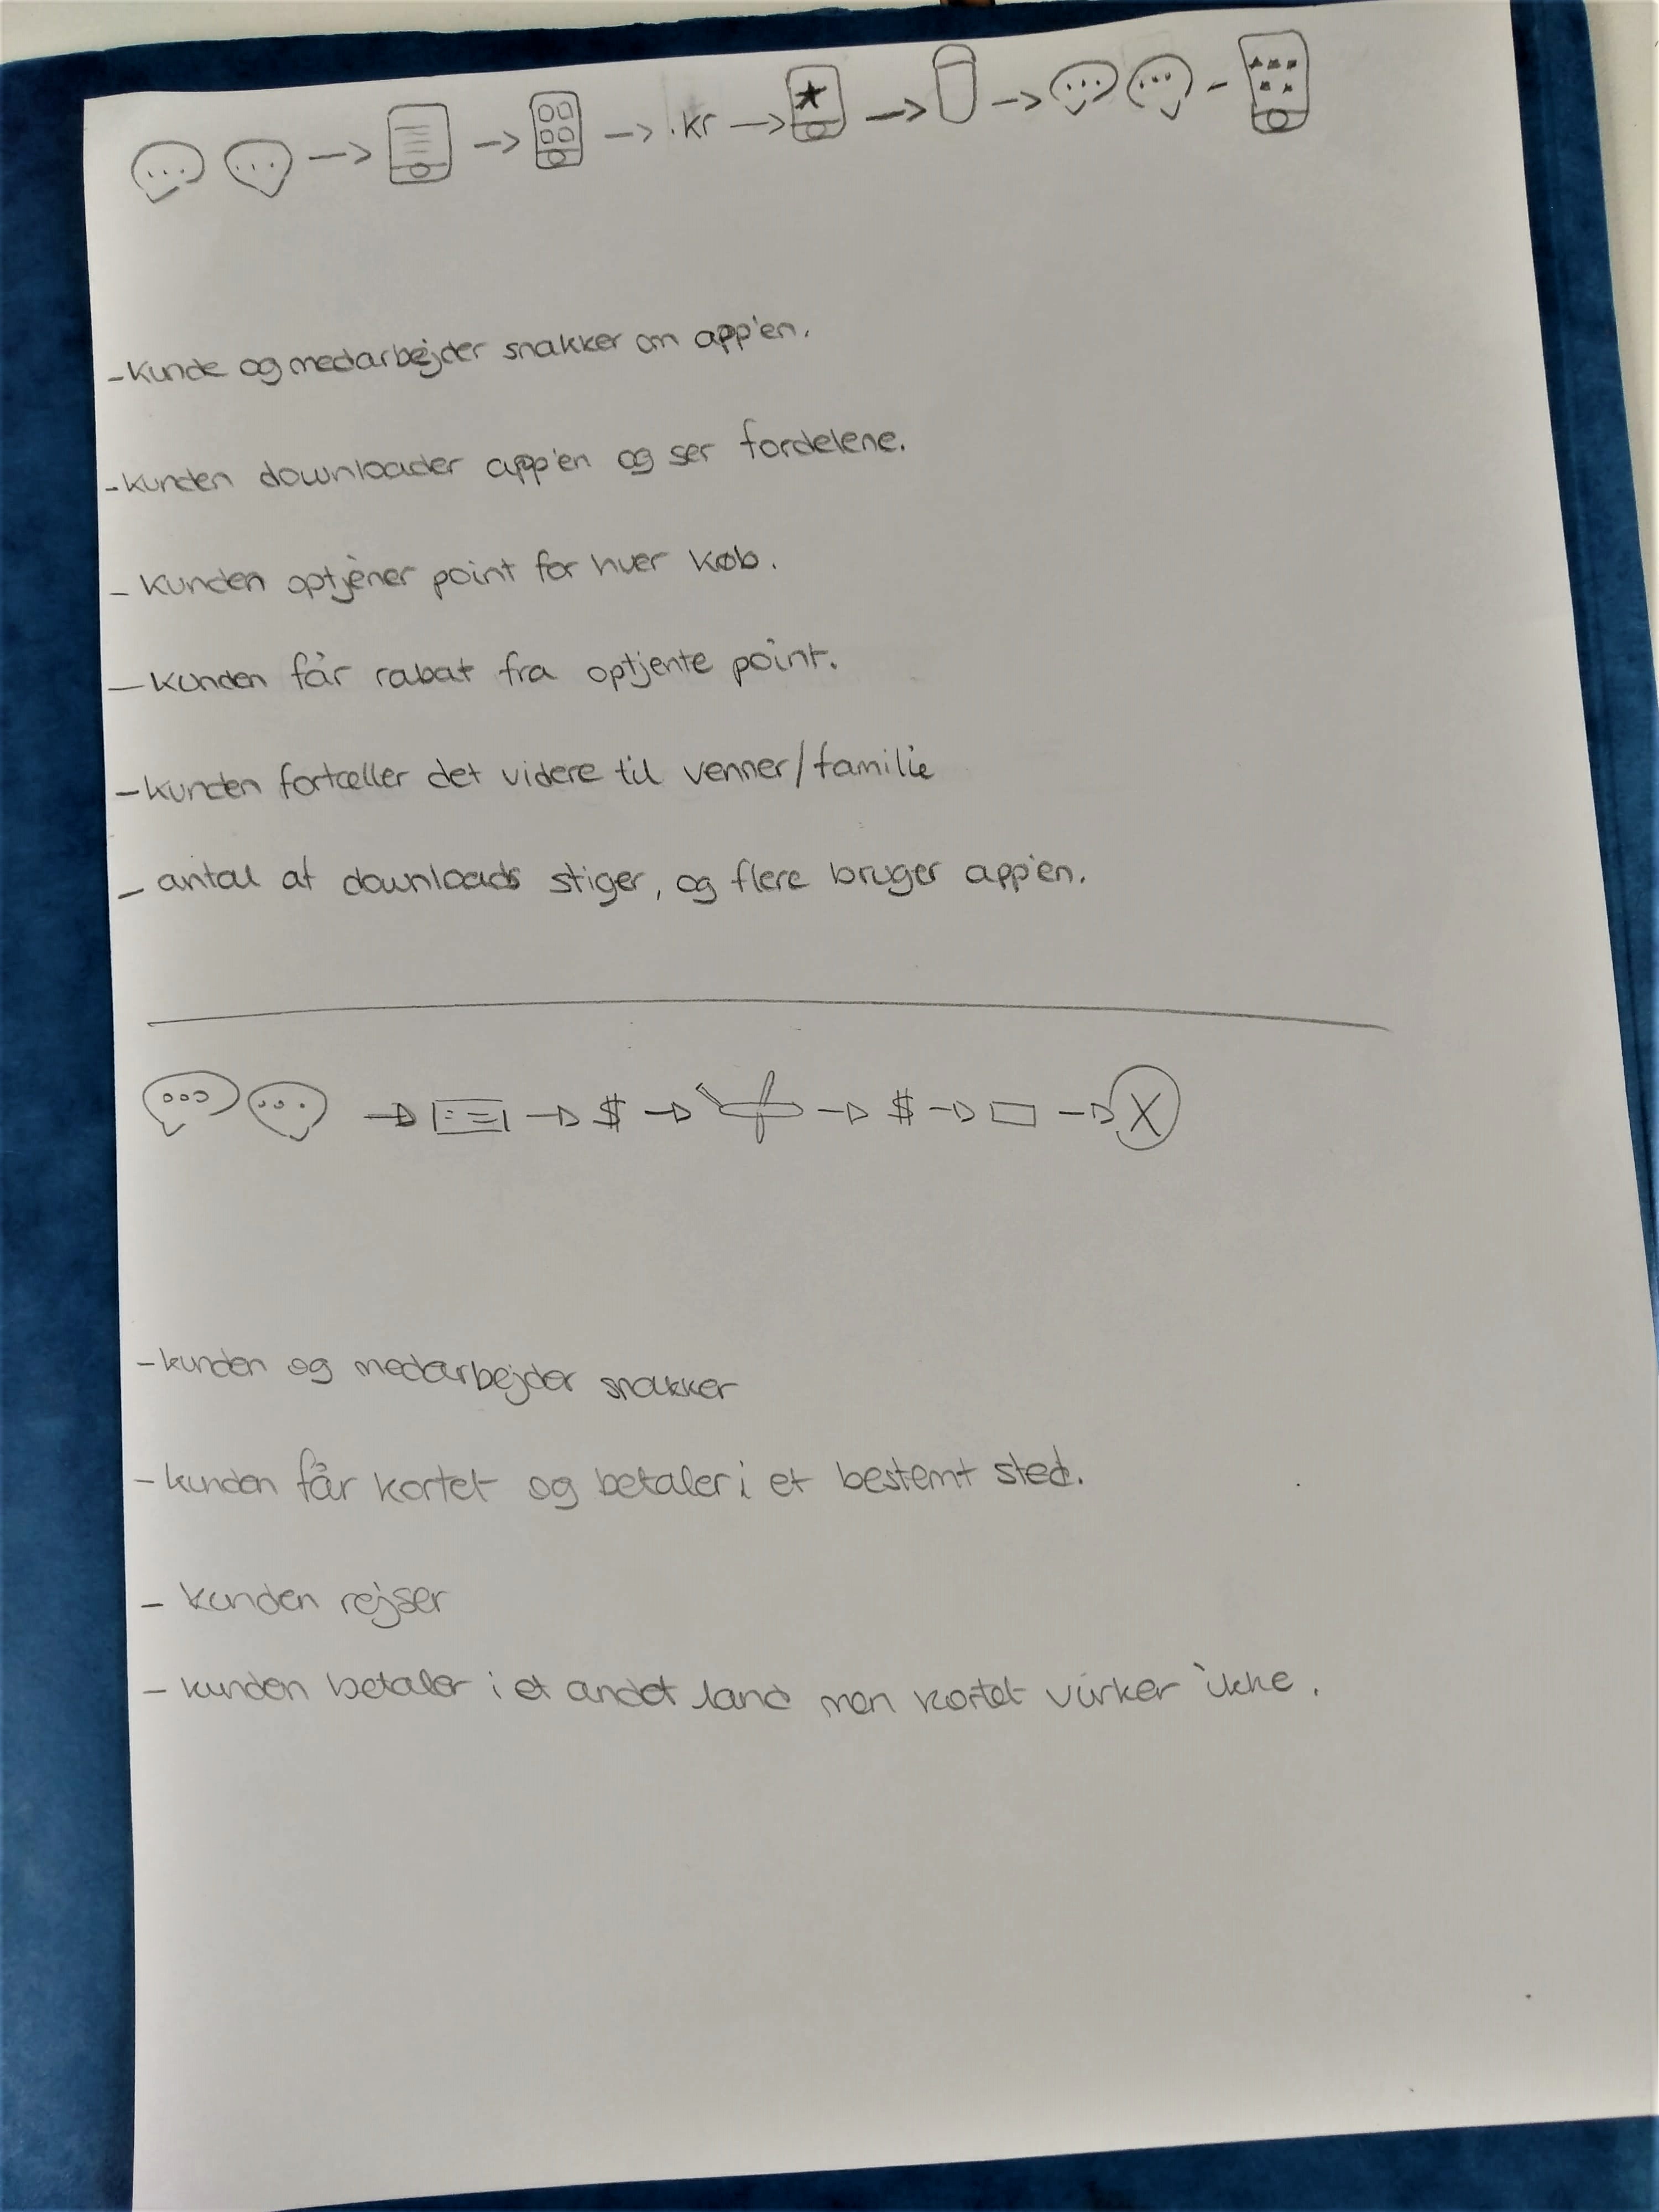 .kr
-Kunde og medarbejder snakker om app'en.
-kunden downloader app'en og ser fordelene.
- Kunden optjener point for hver køb.
- kunden får rabat fra optjente point.
- kunden fortæller det videre til venner/familie
- antal af downloads stiger, og flere bruger app'en.
$ $ X
- kunden og medarbejder snakker
- kunden får kortet og betaler i et bestemt sted.
- kunden rejser
- kunden betaler i et andet land men kortet virker ikke.